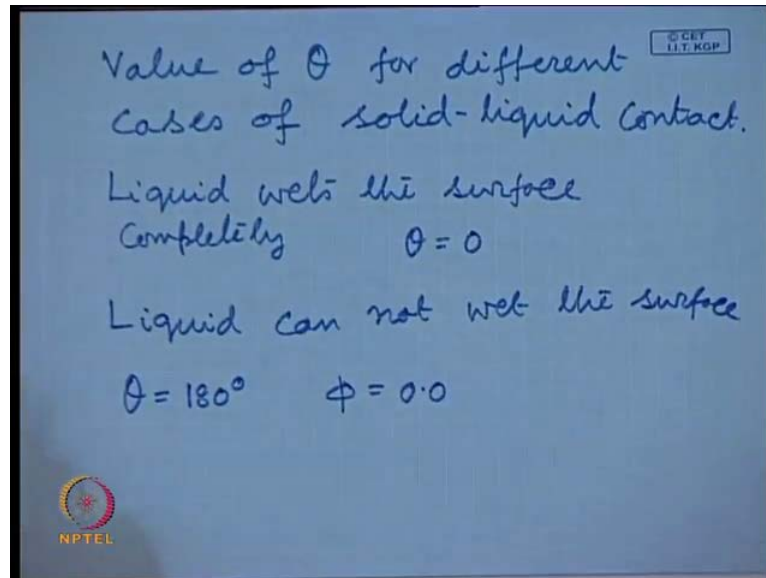 © CET
I.I.T. KGP
Value of θ for different
cases of solid-liquid contact.
Liquid wets the surface
completely θ = 0
Liquid can not wet the surface
θ = 180° φ = 0.0
NPTEL